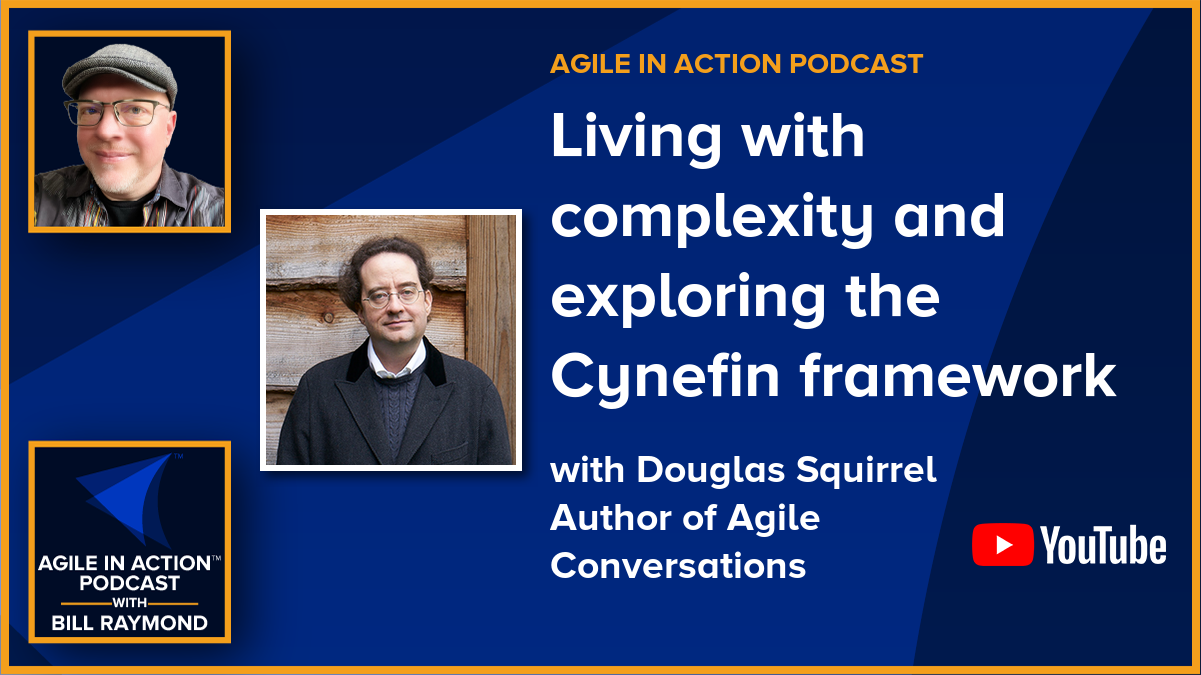 AGILE IN ACTION PODCAST
Living with
complexity and
exploring the
Cynefin framework
with Douglas Squirrel
Author of Agile
Conversations
YouTube
TM
AGILE IN ACTION™
PODCAST
WITH
BILL RAYMOND